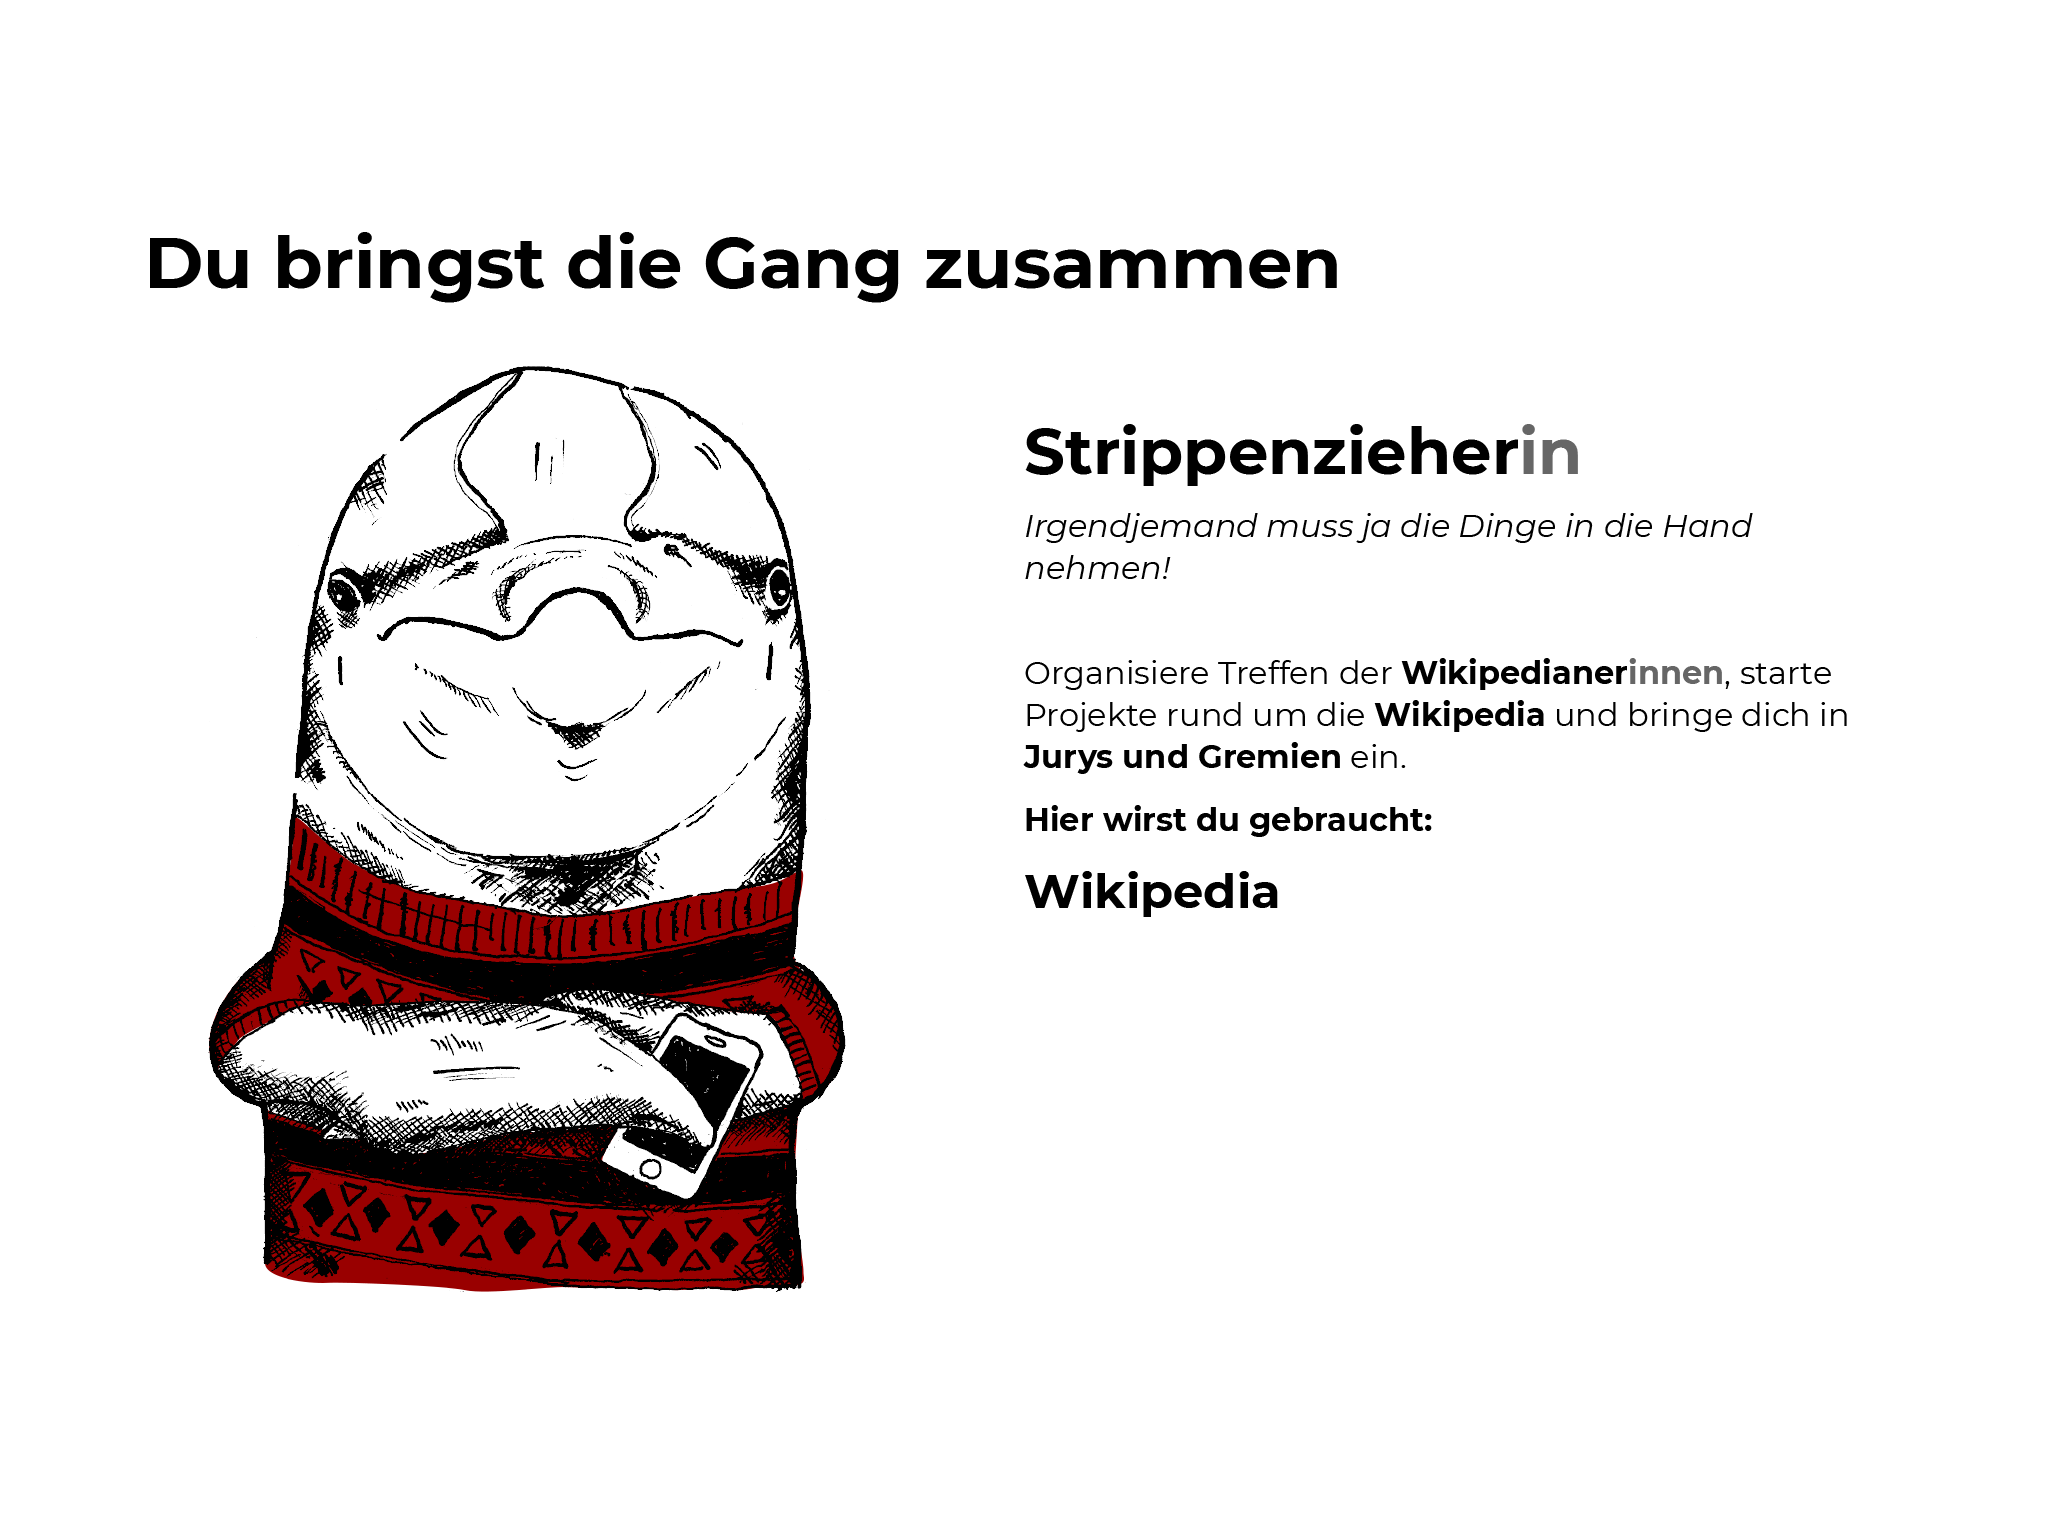 Du bringst die Gang zusammen
Strippenzieherin
Irgendjemand muss ja die Dinge in die Hand
nehmen!
Organisiere Treffen der Wikipedianerinnen, starte
Projekte rund um die Wikipedia und bringe dich in
Jurys und Gremien ein.
Hier wirst du gebraucht:
Wikipedia